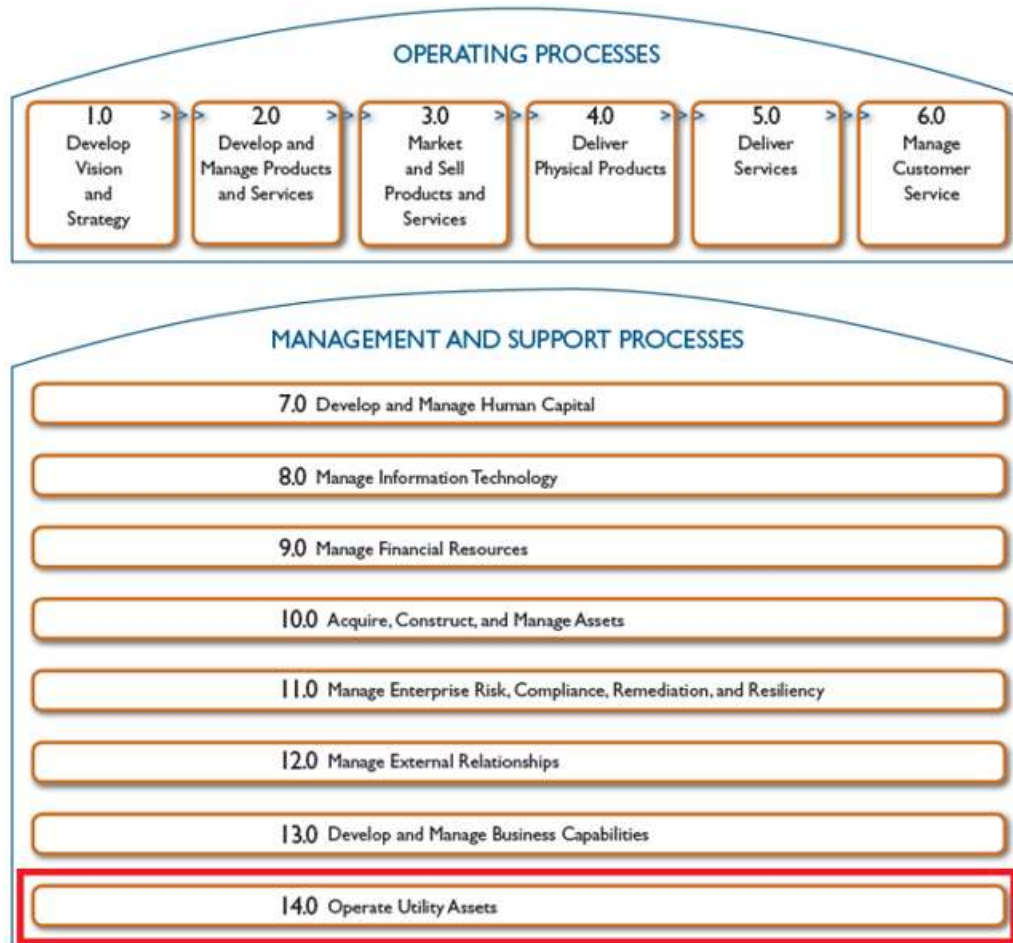 OPERATING PROCESSES
1.0 >>> 2.0 >>> 3.0 >>> 4.0 >>> 5.0 >>> 6.0
Develop
Vision
and
Strategy
Develop and
Manage Products
and Services
Market
and Sell
Products and
Services
Deliver
Physical Products
Deliver
Services
Manage
Customer
Service
MANAGEMENT AND SUPPORT PROCESSES
7.0 Develop and Manage Human Capital
8.0 Manage Information Technology
9.0 Manage Financial Resources
10.0 Acquire, Construct, and Manage Assets
11.0 Manage Enterprise Risk, Compliance, Remediation, and Resiliency
12.0 Manage External Relationships
13.0 Develop and Manage Business Capabilities
14.0 Operate Utility Assets